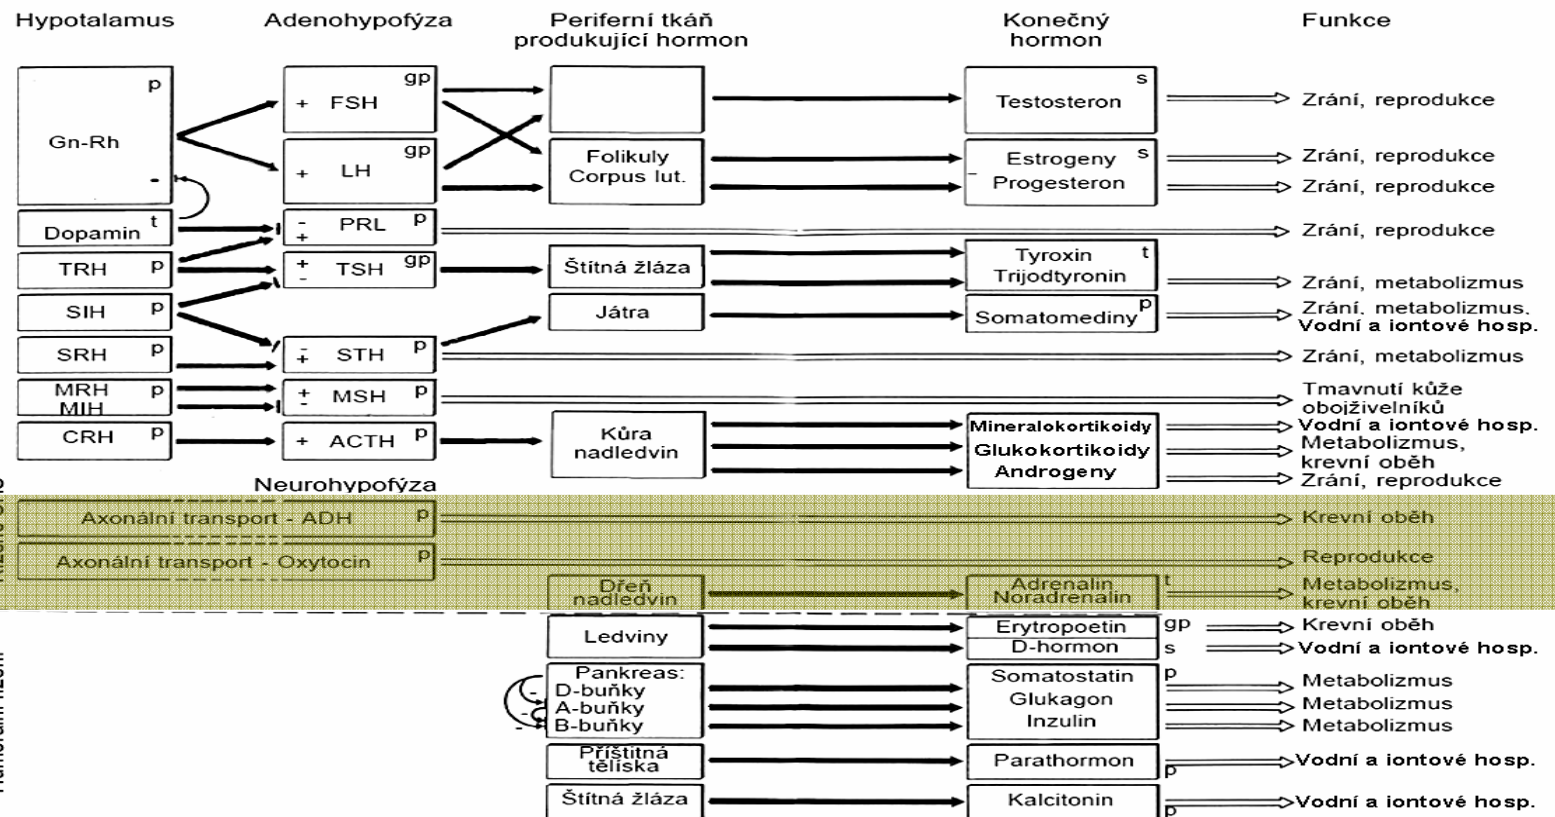 Hypotalamus Adenohypofýza Periferní tkáň Konečný Funkce
produkující hormon hormon
p gp s
+ FSH Testosteron Zrání, reprodukce
Gn-Rh
gp Folikuly Estrogeny s Zrání, reprodukce
+ LH Corpus lut. - Progesteron Zrání, reprodukce
-
Dopamin t - + PRL p Zrání, reprodukce
TRH p + - TSH gp Štítná žláza Tyroxin t
Trijodtyronin Zrání, metabolizmus
SIH p Játra Somatomediny p Zrání, metabolizmus.
Vodní a iontové hosp.
SRH p - + STH p Zrání, metabolizmus
MRH p + - MSH p Tmavnutí kůže
MIH obojživelníků
CRH p + ACTH p Kůra Mineralokortikoidy Vodní a iontové hosp.
nadledvin Glukokortikoidy Metabolizmus,
krevní oběh
Androgeny Zrání, reprodukce
Neurohypofýza
Axonální transport - ADH p Krevní oběh
Axonální transport - Oxytocin p Reprodukce
Dřeň Adrenalin t Metabolizmus,
nadledvin Noradrenalin krevní oběh
Ledviny Erytropoetin gp Krevní oběh
D-hormon s Vodní a iontové hosp.
Pankreas: Somatostatin p Metabolizmus
- D-buňky
- A-buňky Glukagon Metabolizmus
- B-buňky Inzulin Metabolizmus
Příštitná Parathormon p Vodní a iontové hosp.
tělíska
Štítná žláza Kalcitonin p Vodní a iontové hosp.